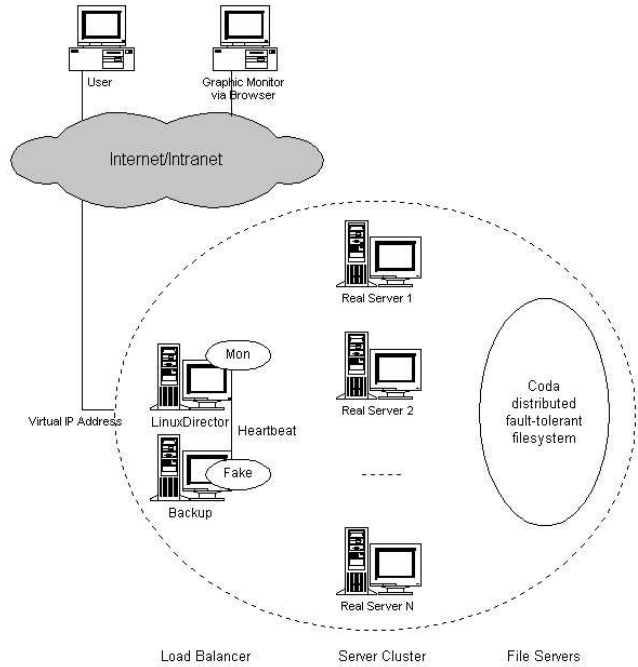 User
Graphic Monitor
via Browser
Internet/Intranet
Real Server 1
Mon
Real Server 2
Virtual IP Address
LinuxDirector
Heartbeat
Fake
Backup
Coda
distributed
fault-tolerant
filesystem
Real Server N
Load Balancer
Server Cluster
File Servers